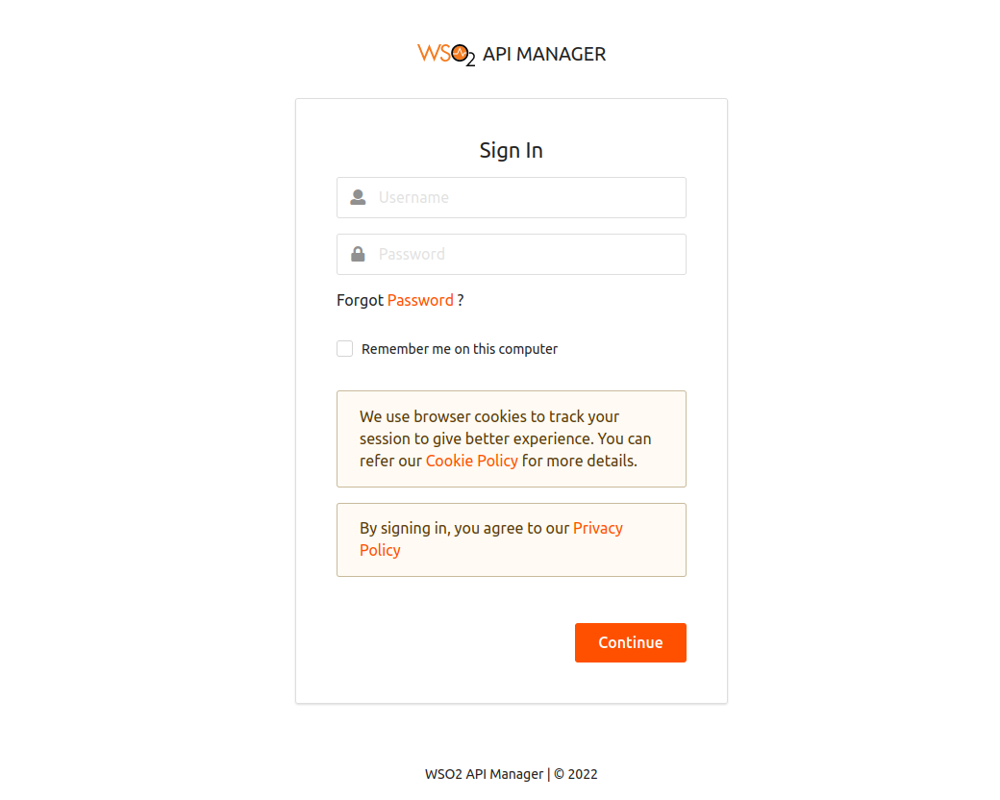 WSO2 API MANAGER
Sign In
Username
Password
Forgot Password ?
Remember me on this computer
We use browser cookies to track your
session to give better experience. You can
refer our Cookie Policy for more details.
By signing in, you agree to our Privacy
Policy
Continue
WSO2 API Manager | © 2022